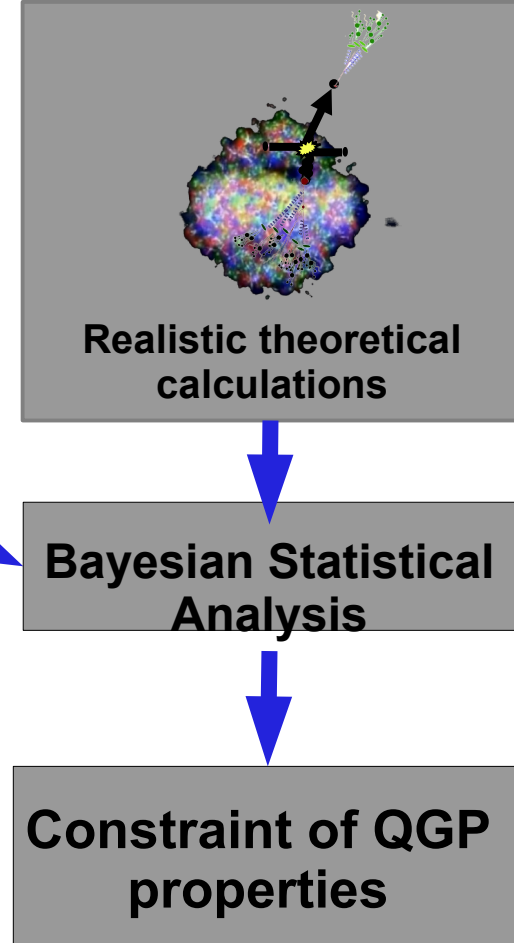 Realistic theoretical
calculations
Bayesian Statistical
Analysis
Constraint of QGP
properties